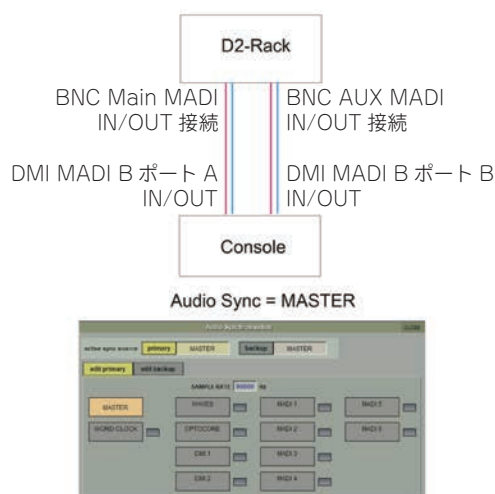 D2-Rack
BNC Main MADI
IN/OUT 接続
BNC AUX MADI
IN/OUT 接続
DMI MADI B ポート A
IN/OUT
DMI MADI B ポート B
IN/OUT
Console
Audio Sync = MASTER
active sync source primary MASTER backup MASTER
edit primary edit backup
SAMPLE RATE
MASTER WAVES MADI 1 MADI 5
WORD CLOCK OPTOCORE MADI 2 MADI 6
DMI 1 MADI 3
DMI 2 MADI 4